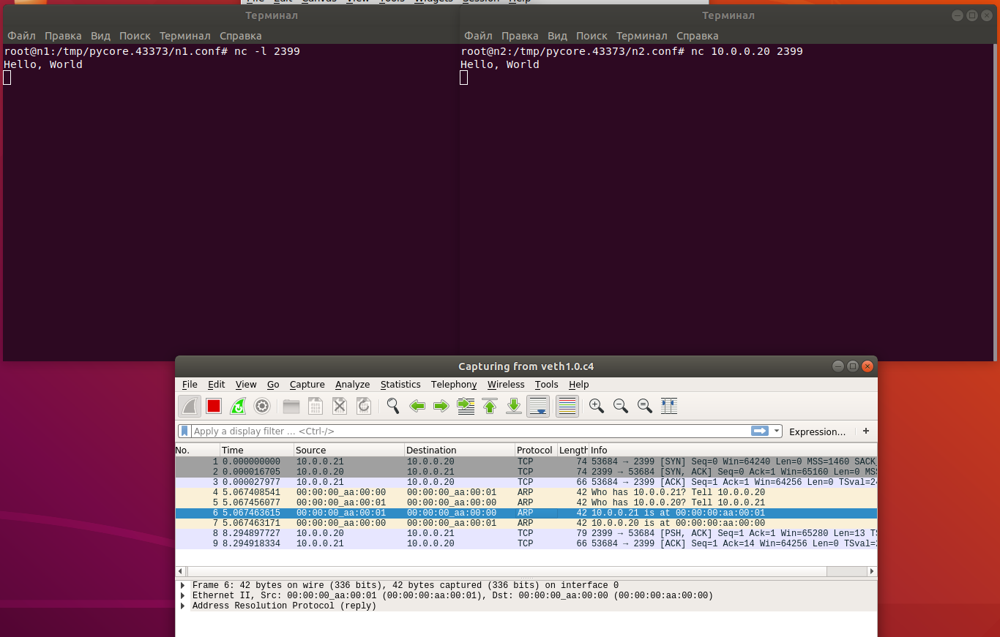 File Edit Canvas View Tools Widgets Session Help
Терминал
Файл Правка Вид Поиск Терминал Справка
root@n1:/tmp/pycore.43373/n1.conf# nc -l 2399
Hello, World
Терминал
Файл Правка Вид Поиск Терминал Справка
root@n2:/tmp/pycore.43373/n2.conf# nc 10.0.0.20 2399
Hello, World
Capturing from veth1.0.c4
File Edit View Go Capture Analyze Statistics Telephony Wireless Tools Help
Apply a display filter … <Ctrl-/> Expression… +
No. Time Source Destination Protocol Length Info
1 0.000000000 10.0.0.21 10.0.0.20 TCP 74 53684 → 2399 [SYN] Seq=0 Win=64240 Len=0 MSS=1460 SACK
2 0.000016705 10.0.0.20 10.0.0.21 TCP 74 2399 → 53684 [SYN, ACK] Seq=0 Ack=1 Win=65160 Len=0 MS
3 0.000027977 10.0.0.21 10.0.0.20 TCP 66 53684 → 2399 [ACK] Seq=1 Ack=1 Win=64256 Len=0 TSval=2
4 5.067408541 00:00:00_aa:00:00 00:00:00_aa:00:01 ARP 42 Who has 10.0.0.21? Tell 10.0.0.20
5 5.067456077 00:00:00_aa:00:01 00:00:00_aa:00:00 ARP 42 Who has 10.0.0.20? Tell 10.0.0.21
6 5.067463615 00:00:00_aa:00:01 00:00:00_aa:00:00 ARP 42 10.0.0.21 is at 00:00:00:aa:00:01
7 5.067463171 00:00:00_aa:00:00 00:00:00_aa:00:01 ARP 42 10.0.0.20 is at 00:00:00:aa:00:00
8 8.294897727 10.0.0.20 10.0.0.21 TCP 79 2399 → 53684 [PSH, ACK] Seq=1 Ack=1 Win=65280 Len=13 T
9 8.294918334 10.0.0.21 10.0.0.20 TCP 66 53684 → 2399 [ACK] Seq=1 Ack=14 Win=64256 Len=0 TSval=
Frame 6: 42 bytes on wire (336 bits), 42 bytes captured (336 bits) on interface 0
Ethernet II, Src: 00:00:00_aa:00:01 (00:00:00:aa:00:01), Dst: 00:00:00_aa:00:00 (00:00:00:aa:00:00)
Address Resolution Protocol (reply)